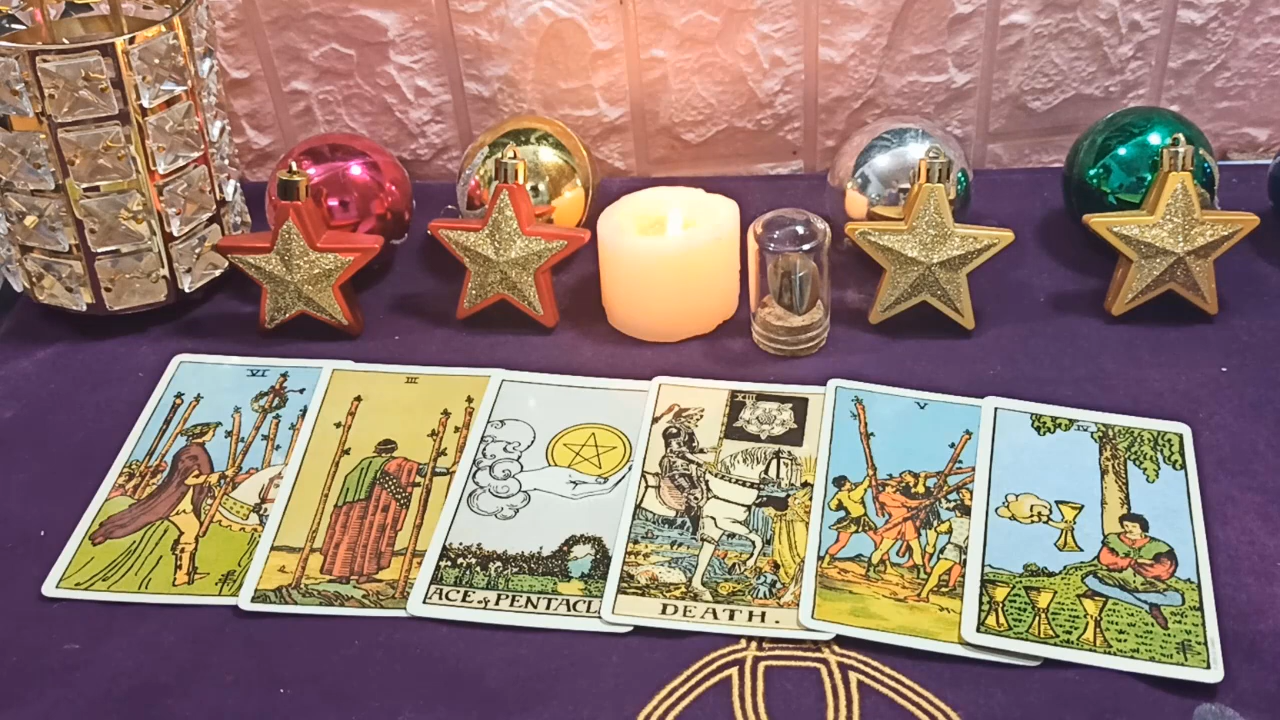 VI
III
ACE of PENTACL
XIII
DEATH.
V
IV